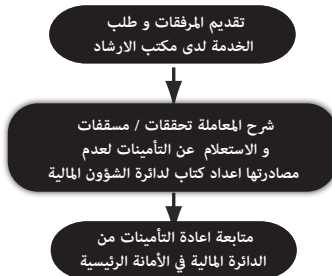 تقديم المرفقات و طلب
الخدمة لدى مكتب الارشاد
شرح المعاملة تحققات / مسقفات
و الاستعلام عن التأمينات لعدم
مصادرتها اعداد كتاب لدائرة الشؤون المالية
متابعة اعادة التأمينات من
الدائرة المالية في الأمانة الرئيسية